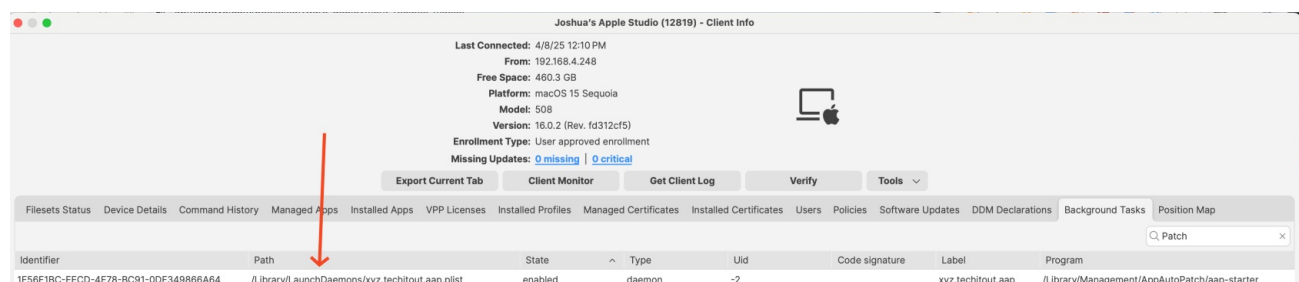 Joshua's Apple Studio (12819) - Client Info
Last Connected: 4/8/25 12:10 PM
From: 192.168.4.248
Free Space: 460.3 GB
Platform: macOS 15 Sequoia
Model: 508
Version: 16.0.2 (Rev. fd312cf5)
Enrollment Type: User approved enrollment
Missing Updates: 0 missing | 0 critical
Export Current Tab Client Monitor Get Client Log Verify Tools
Filesets Status Device Details Command History Managed Apps Installed Apps VPP Licenses Installed Profiles Managed Certificates Installed Certificates Users Policies Software Updates DDM Declarations Background Tasks Position Map
Patch
Identifier Path State Type Uid Code signature Label Program
1F56F1BC-FFCD-4F78-BC91-0DF349866A64 /Library/LaunchDaemons/xyz.techitout.aap.plist enabled daemon -2 xyz.techitout.aap /Library/Management/AppAutoPatch/aap-starter